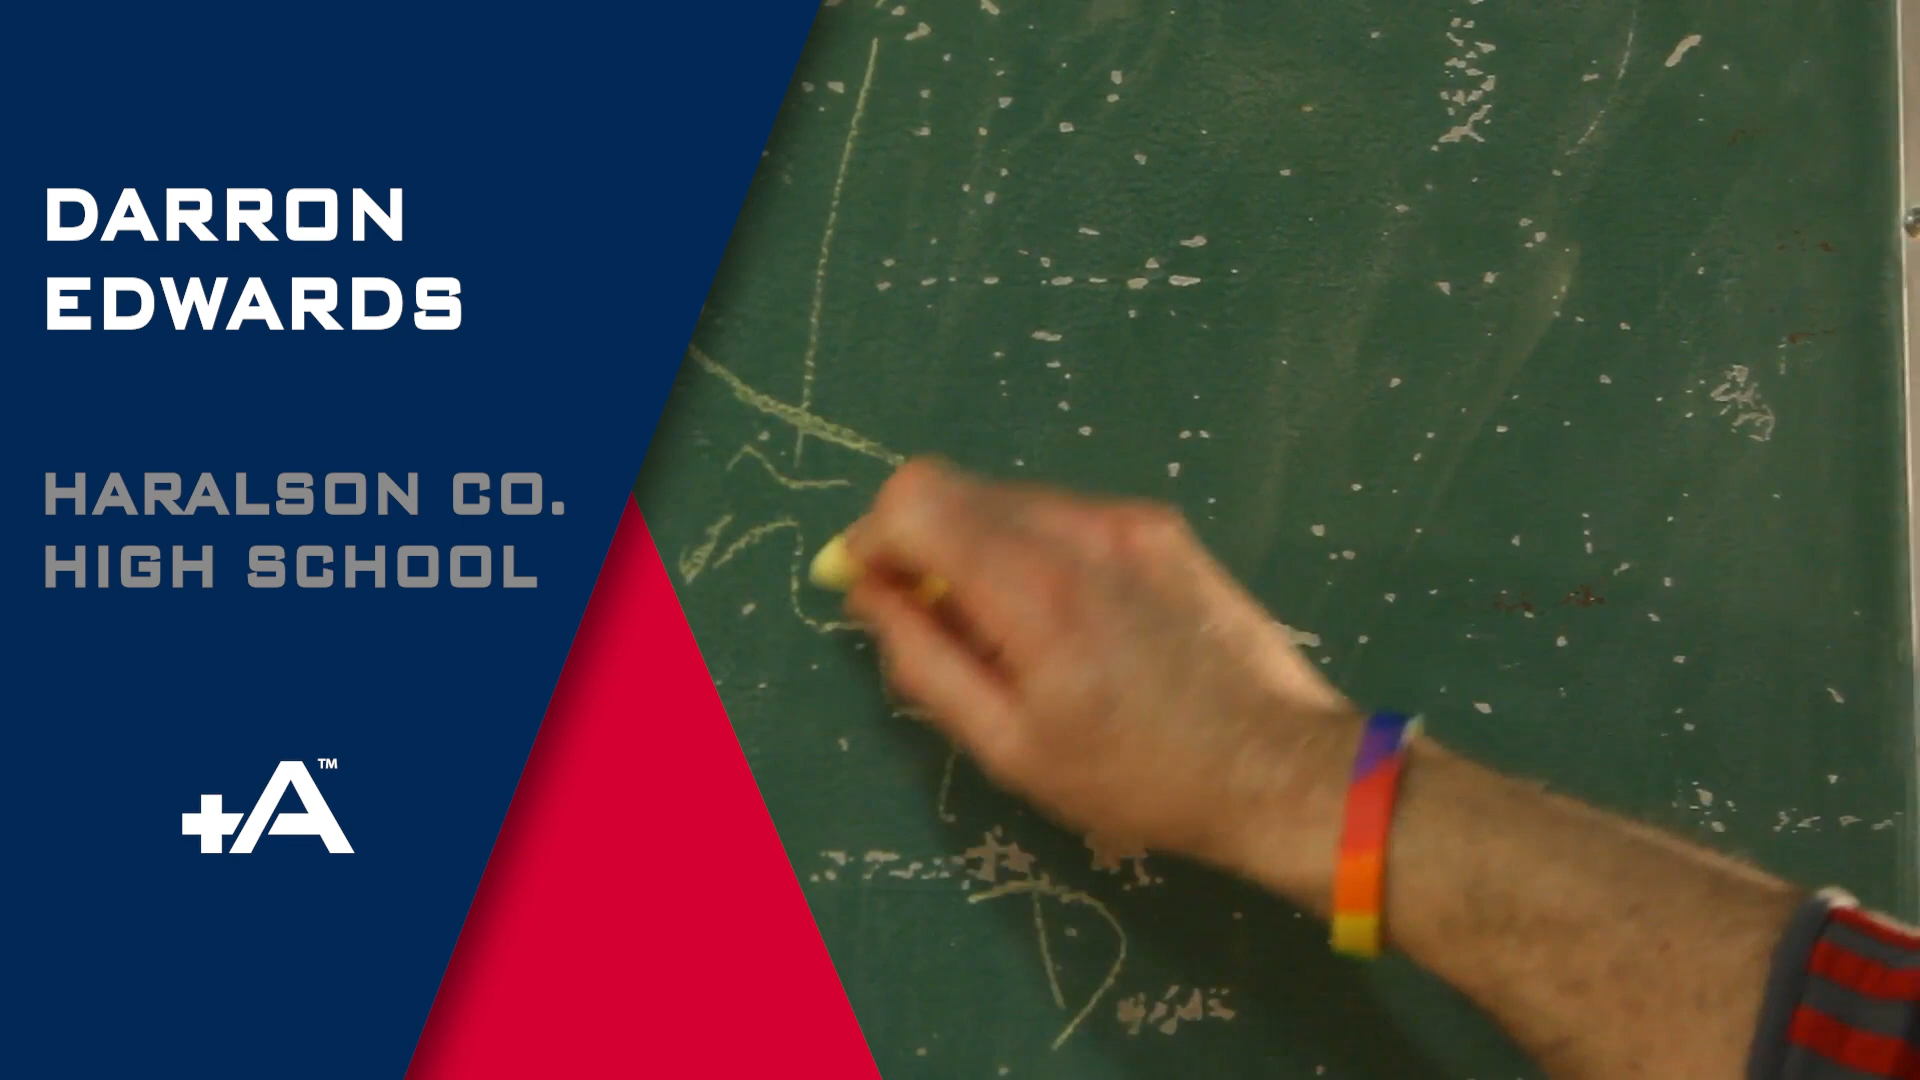 DARRON
EDWARDS
HARALSON CO.
HIGH SCHOOL
+A™